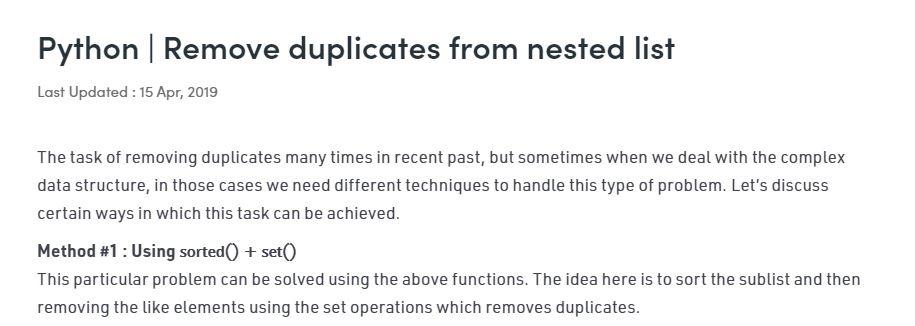 Python | Remove duplicates from nested list
Last Updated : 15 Apr, 2019
The task of removing duplicates many times in recent past, but sometimes when we deal with the complex
data structure, in those cases we need different techniques to handle this type of problem. Let’s discuss
certain ways in which this task can be achieved.
Method #1 : Using sorted() + set()
This particular problem can be solved using the above functions. The idea here is to sort the sublist and then
removing the like elements using the set operations which removes duplicates.